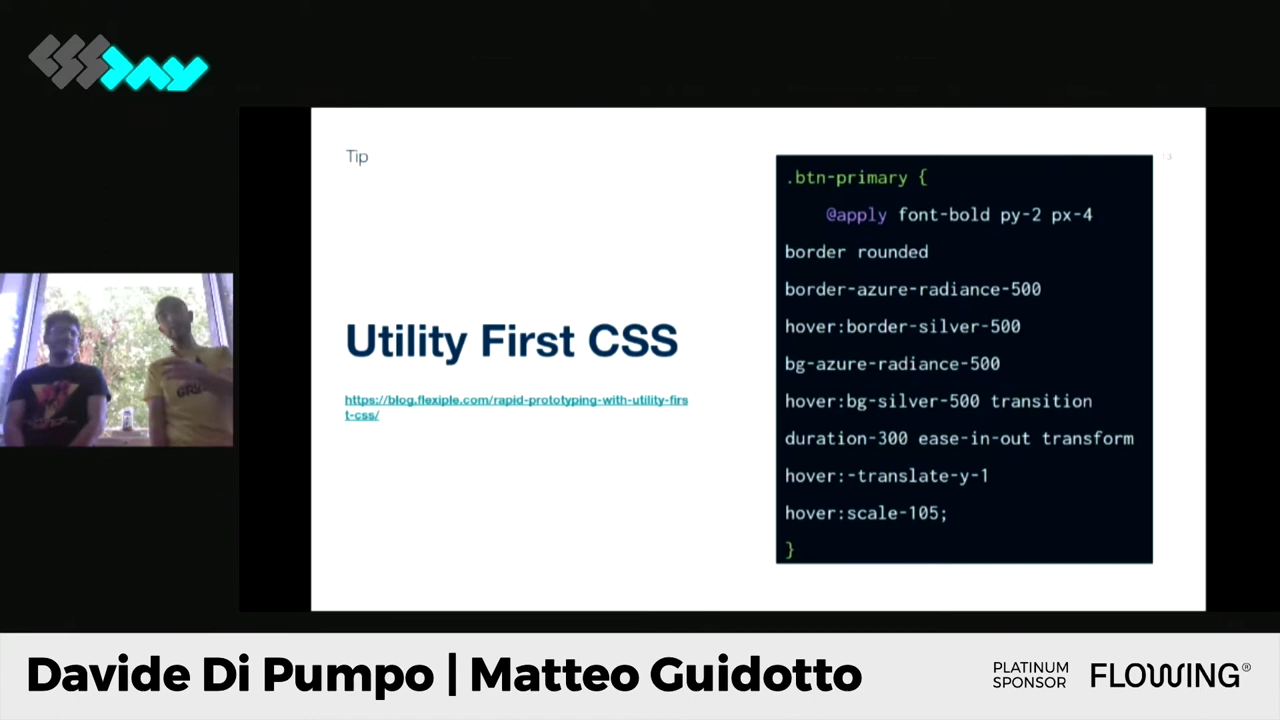 CSSDAY
Tip
13
.btn-primary {
@apply font-bold py-2 px-4
border rounded
border-azure-radiance-500
hover:border-silver-500
bg-azure-radiance-500
hover:bg-silver-500 transition
duration-300 ease-in-out transform
hover:-translate-y-1
hover:scale-105;
}
Utility First CSS
https://blog.flexiple.com/rapid-prototyping-with-utility-firs
t-css/
Davide Di Pumpo | Matteo Guidotto
PLATINUM
SPONSOR
FLOWING®